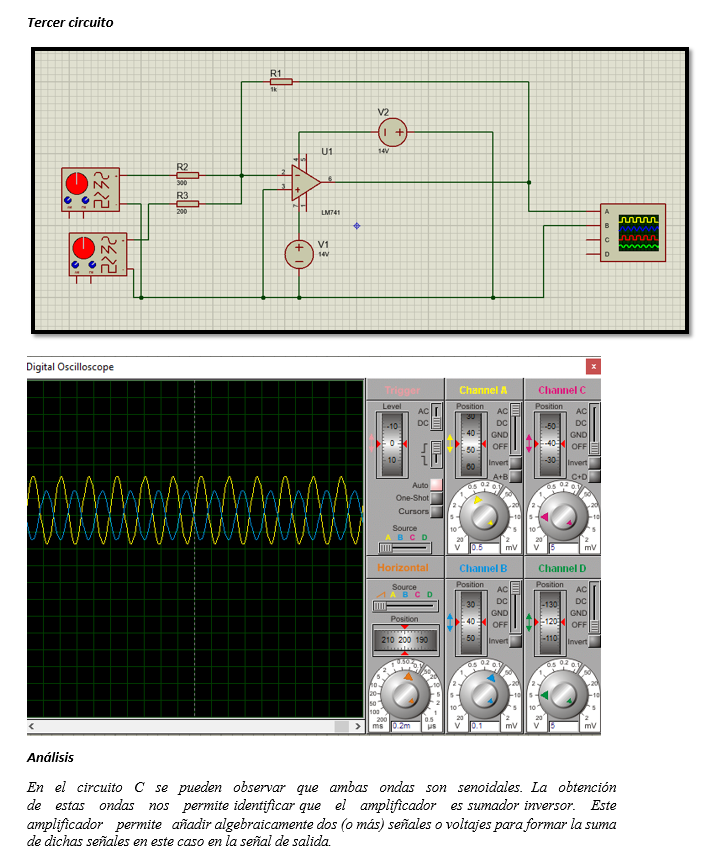 Tercer circuito
R1
1k
V2
14V
U1
R2
300
R3
200
2
3
6
4
5
7
1
LM741
V1
14V
A
B
C
D
Digital Oscilloscope
x
Trigger
Level
-10
0
10
AC
DC
Auto
One-Shot
Cursors
Source
A B C D
Channel A
Position
30
40
50
60
AC
DC
GND
OFF
Invert
A+B
V
0.5
mV
Channel C
Position
-50
-40
-30
AC
DC
GND
OFF
Invert
C+D
V
5
mV
Horizontal
Source
A B C D
Position
210 200 190
ms
0.2m
µs
Channel B
Position
30
40
50
AC
DC
GND
OFF
Invert
V
0.1
mV
Channel D
Position
-130
-120
-110
AC
DC
GND
OFF
Invert
V
5
mV
Análisis
En el circuito C se pueden observar que ambas ondas son senoidales. La obtención
de estas ondas nos permite identificar que el amplificador es sumador inversor. Este
amplificador permite añadir algebraicamente dos (o más) señales o voltajes para formar la suma
de dichas señales en este caso en la señal de salida.